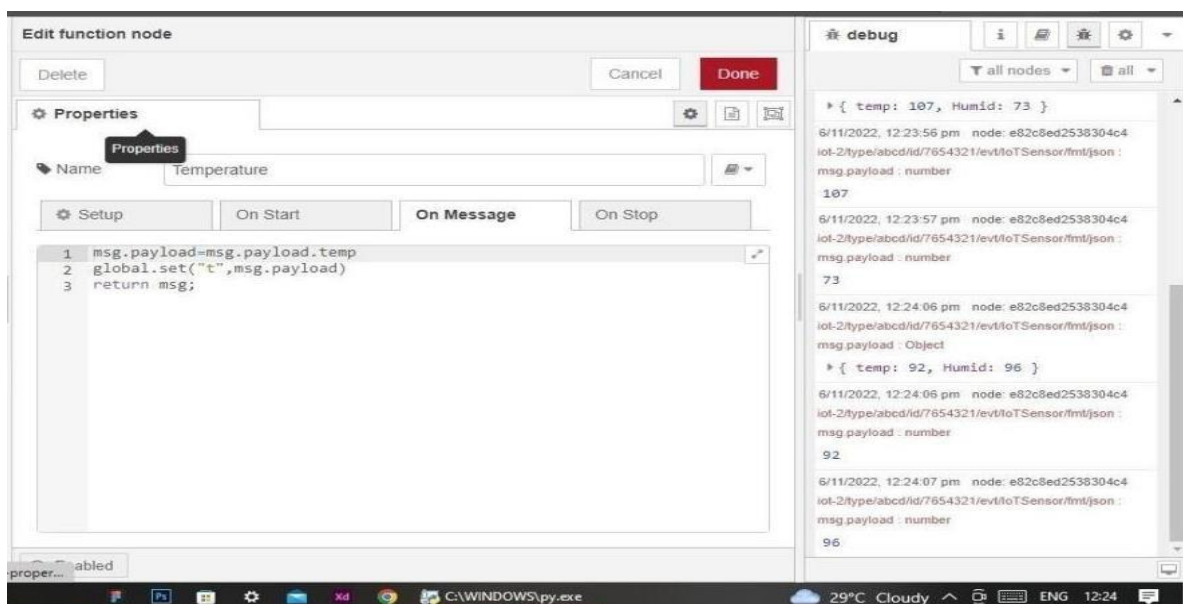 Edit function node
Delete
Cancel
Done
Properties
Properties
Name
Temperature
Setup
On Start
On Message
On Stop
1 msg.payload=msg.payload.temp
2 global.set("t",msg.payload)
3 return msg;
abled
proper...
debug
i
all nodes
all
{ temp: 107, Humid: 73 }
6/11/2022, 12:23:56 pm node: e82c8ed2538304c4
iot-2/type/abcd/id/7654321/evt/IoTSensor/fmt/json :
msg.payload : number
107
6/11/2022, 12:23:57 pm node: e82c8ed2538304c4
iot-2/type/abcd/id/7654321/evt/IoTSensor/fmt/json :
msg.payload : number
73
6/11/2022, 12:24:06 pm node: e82c8ed2538304c4
iot-2/type/abcd/id/7654321/evt/IoTSensor/fmt/json :
msg.payload : Object
{ temp: 92, Humid: 96 }
6/11/2022, 12:24:06 pm node: e82c8ed2538304c4
iot-2/type/abcd/id/7654321/evt/IoTSensor/fmt/json :
msg.payload : number
92
6/11/2022, 12:24:07 pm node: e82c8ed2538304c4
iot-2/type/abcd/id/7654321/evt/IoTSensor/fmt/json :
msg.payload : number
96
Ps
Xd
C:\WINDOWS\py.exe
29°C Cloudy
ENG
12:24